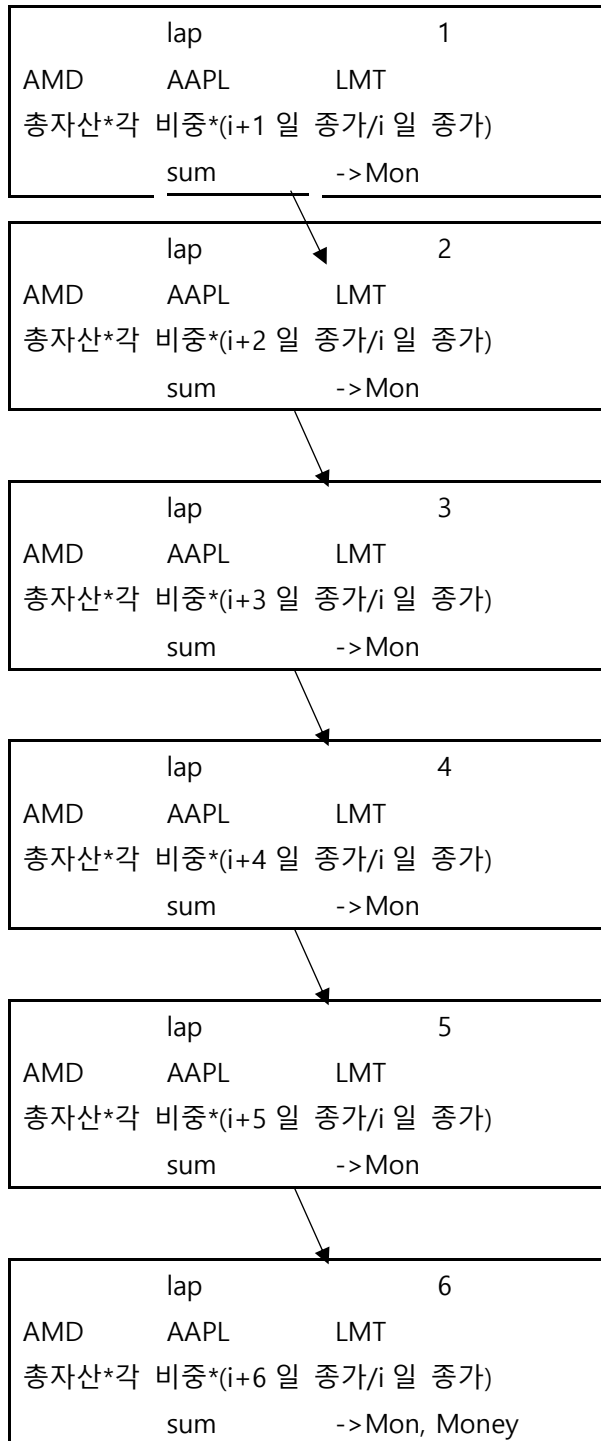 lap 1
AMD AAPL LMT
총자산*각 비중*(i+1 일 종가/i 일 종가)
sum ->Mon
lap 2
AMD AAPL LMT
총자산*각 비중*(i+2 일 종가/i 일 종가)
sum ->Mon
lap 3
AMD AAPL LMT
총자산*각 비중*(i+3 일 종가/i 일 종가)
sum ->Mon
lap 4
AMD AAPL LMT
총자산*각 비중*(i+4 일 종가/i 일 종가)
sum ->Mon
lap 5
AMD AAPL LMT
총자산*각 비중*(i+5 일 종가/i 일 종가)
sum ->Mon
lap 6
AMD AAPL LMT
총자산*각 비중*(i+6 일 종가/i 일 종가)
sum ->Mon, Money